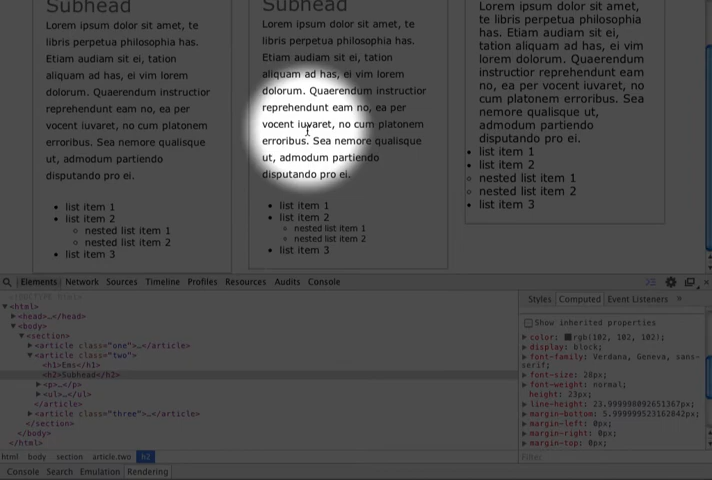 Subhead
Lorem ipsum dolor sit amet, te
libris perpetua philosophia has.
Etiam audiam sit ei, tation
aliquam ad has, ei vim lorem
dolorum. Quaerendum instructior
reprehendunt eam no, ea per
vocent iuvaret, no cum platonem
erroribus. Sea nemore qualisque
ut, admodum partiendo
disputando pro ei.
• list item 1
• list item 2
◦ nested list item 1
◦ nested list item 2
• list item 3
Subhead
Lorem ipsum dolor sit amet, te
libris perpetua philosophia has.
Etiam audiam sit ei, tation
aliquam ad has, ei vim lorem
dolorum. Quaerendum instructior
reprehendunt eam no, ea per
vocent iuvaret, no cum platonem
erroribus. Sea nemore qualisque
ut, admodum partiendo
disputando pro ei.
• list item 1
• list item 2
◦ nested list item 1
◦ nested list item 2
• list item 3
Lorem ipsum dolor sit amet,
te libris perpetua philosophia
has. Etiam audiam sit ei,
tation aliquam ad has, ei vim
lorem dolorum. Quaerendum
instructior reprehendunt eam
no, ea per vocent iuvaret, no
cum platonem erroribus. Sea
nemore qualisque ut,
admodum partiendo
disputando pro ei.
• list item 1
• list item 2
◦ nested list item 1
◦ nested list item 2
• list item 3
Elements Network Sources Timeline Profiles Resources Audits Console
<!DOCTYPE html>
▼<html>
▶<head>…</head>
▼<body>
▼<section>
▶<article class="one">…</article>
▼<article class="two">
<h1>Ems</h1>
<h2>Subhead</h2>
▶<p>…</p>
▶<ul>…</ul>
</article>
▶<article class="three">…</article>
</section>
</body>
</html>
html body section article.two h2
Console Search Emulation Rendering
Styles Computed Event Listeners »
Show inherited properties
▶ color: rgb(102, 102, 102);
▶ display: block;
▶ font-family: Verdana, Geneva, sans-
serif;
▶ font-size: 20px;
▶ font-weight: normal;
height: 23px;
▶ line-height: 23.999998092651367px;
▶ margin-bottom: 5.999999523162842px;
▶ margin-left: 0px;
▶ margin-right: 0px;
▶ margin-top: 0px;
Filter